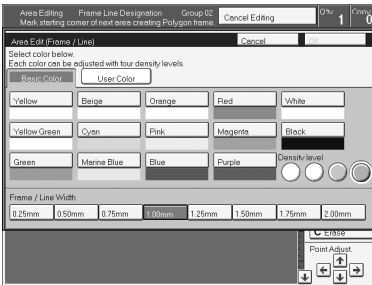 Area Editing Frame Line Designation Group 02 Cancel Editing Q'ty 1 Copy 0
Mark starting corner of next area creating Polygon frame.
Area Edit (Frame / Line) Cancel OK
Select color below.
Each color can be adjusted with four density levels.
Basic Color User Color
Yellow Beige Orange Red White
Yellow Green Cyan Pink Magenta Black
Green Marine Blue Blue Purple Density level
Frame / Line Width
0.25mm 0.50mm 0.75mm 1.00mm 1.25mm 1.50mm 1.75mm 2.00mm
C Erase
Point Adjust.